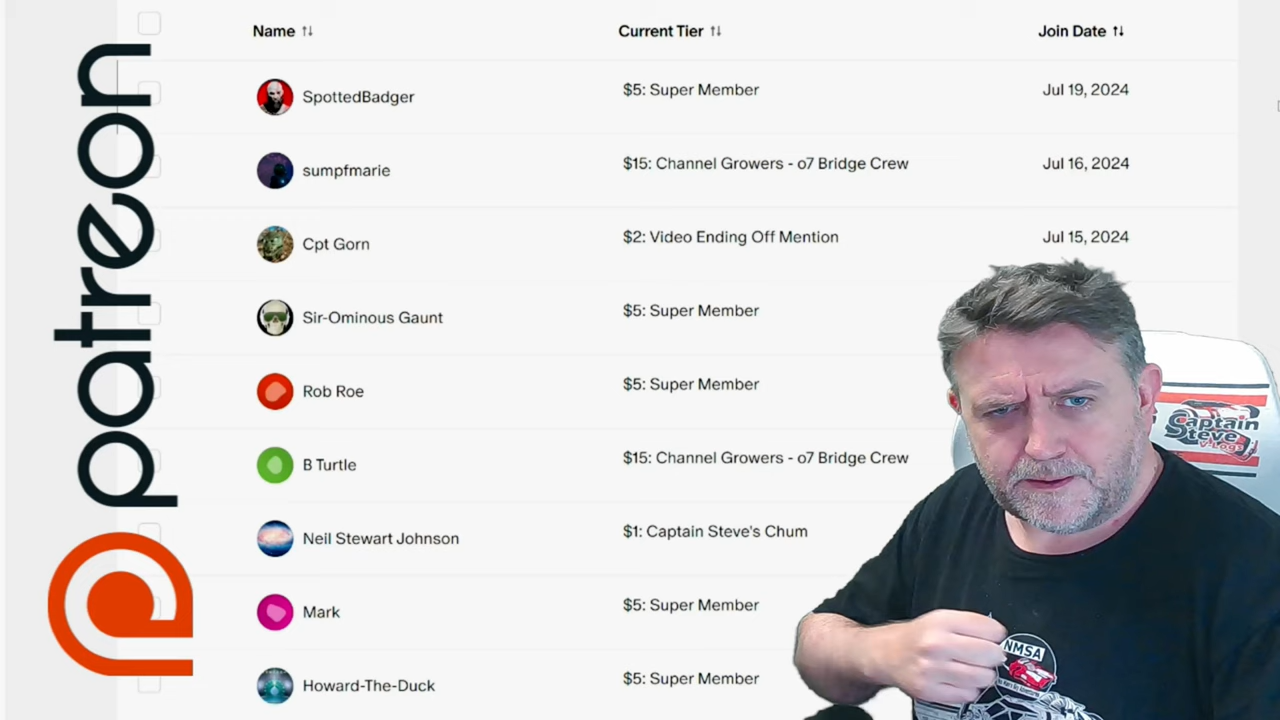 patreon
Name ↑↓ Current Tier ↑↓ Join Date ↑↓
SpottedBadger $5: Super Member Jul 19, 2024
sumpfmarie $15: Channel Growers - o7 Bridge Crew Jul 16, 2024
Cpt Gorn $2: Video Ending Off Mention Jul 15, 2024
Sir-Ominous Gaunt $5: Super Member
Rob Roe $5: Super Member
B Turtle $15: Channel Growers - o7 Bridge Crew
Neil Stewart Johnson $1: Captain Steve's Chum
Mark $5: Super Member
Howard-The-Duck $5: Super Member
Captain
Steve
V-Logs
NMSA